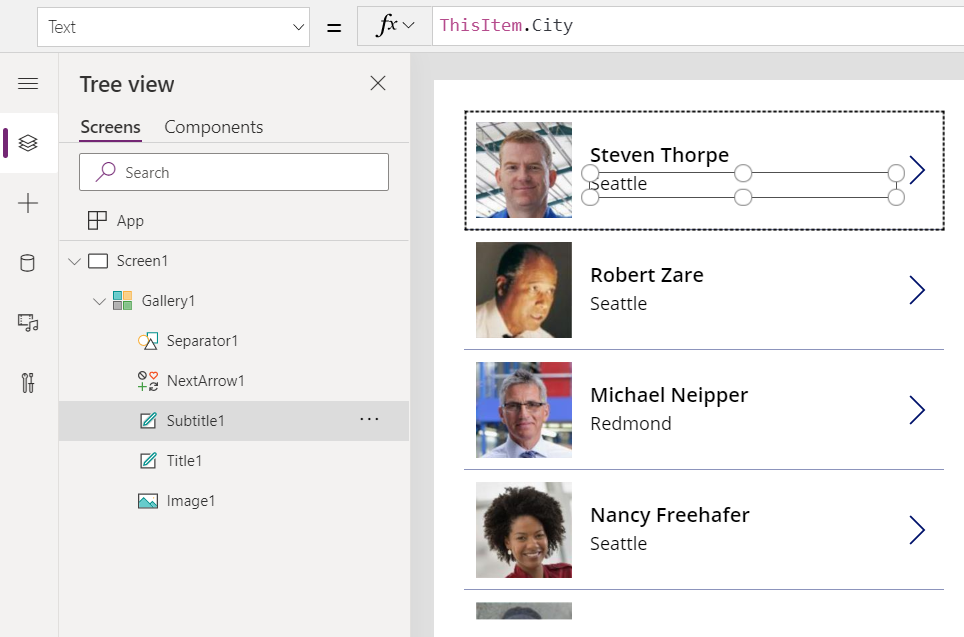 Text = fx ThisItem.City
Tree view
Screens Components
Search
App
Screen1
Gallery1
Separator1
NextArrow1
Subtitle1 ...
Title1
Image1
Steven Thorpe
Seattle
Robert Zare
Seattle
Michael Neipper
Redmond
Nancy Freehafer
Seattle